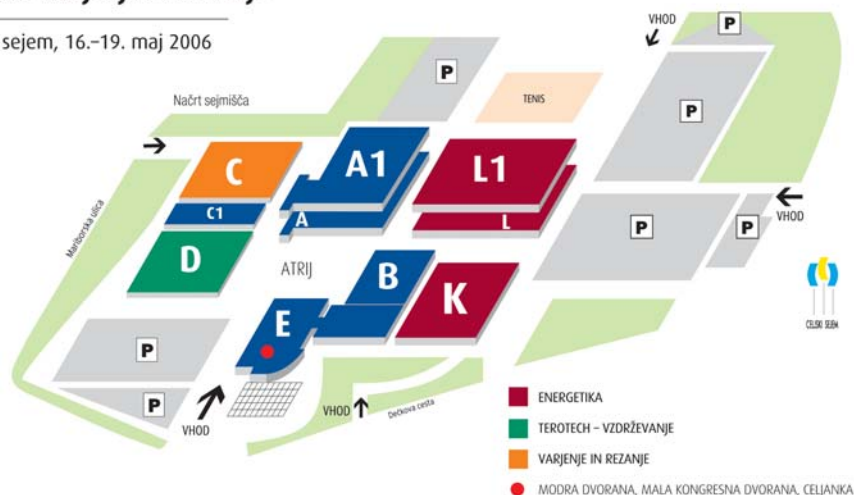 sejem, 16.–19. maj 2006
VHOD
P
P
Načrt sejmišča
TENIS
P
A1
L1
C
Mariborska ulica
C1
A
L
P
P
VHOD
D
ATRIJ
B
K
E
CELJSKI SEJEM
P
P
VHOD
VHOD
Dečkova cesta
ENERGETIKA
TEROTECH – VZDRŽEVANJE
VARJENJE IN REZANJE
MODRA DVORANA, MALA KONGRESNA DVORANA, CELJANKA